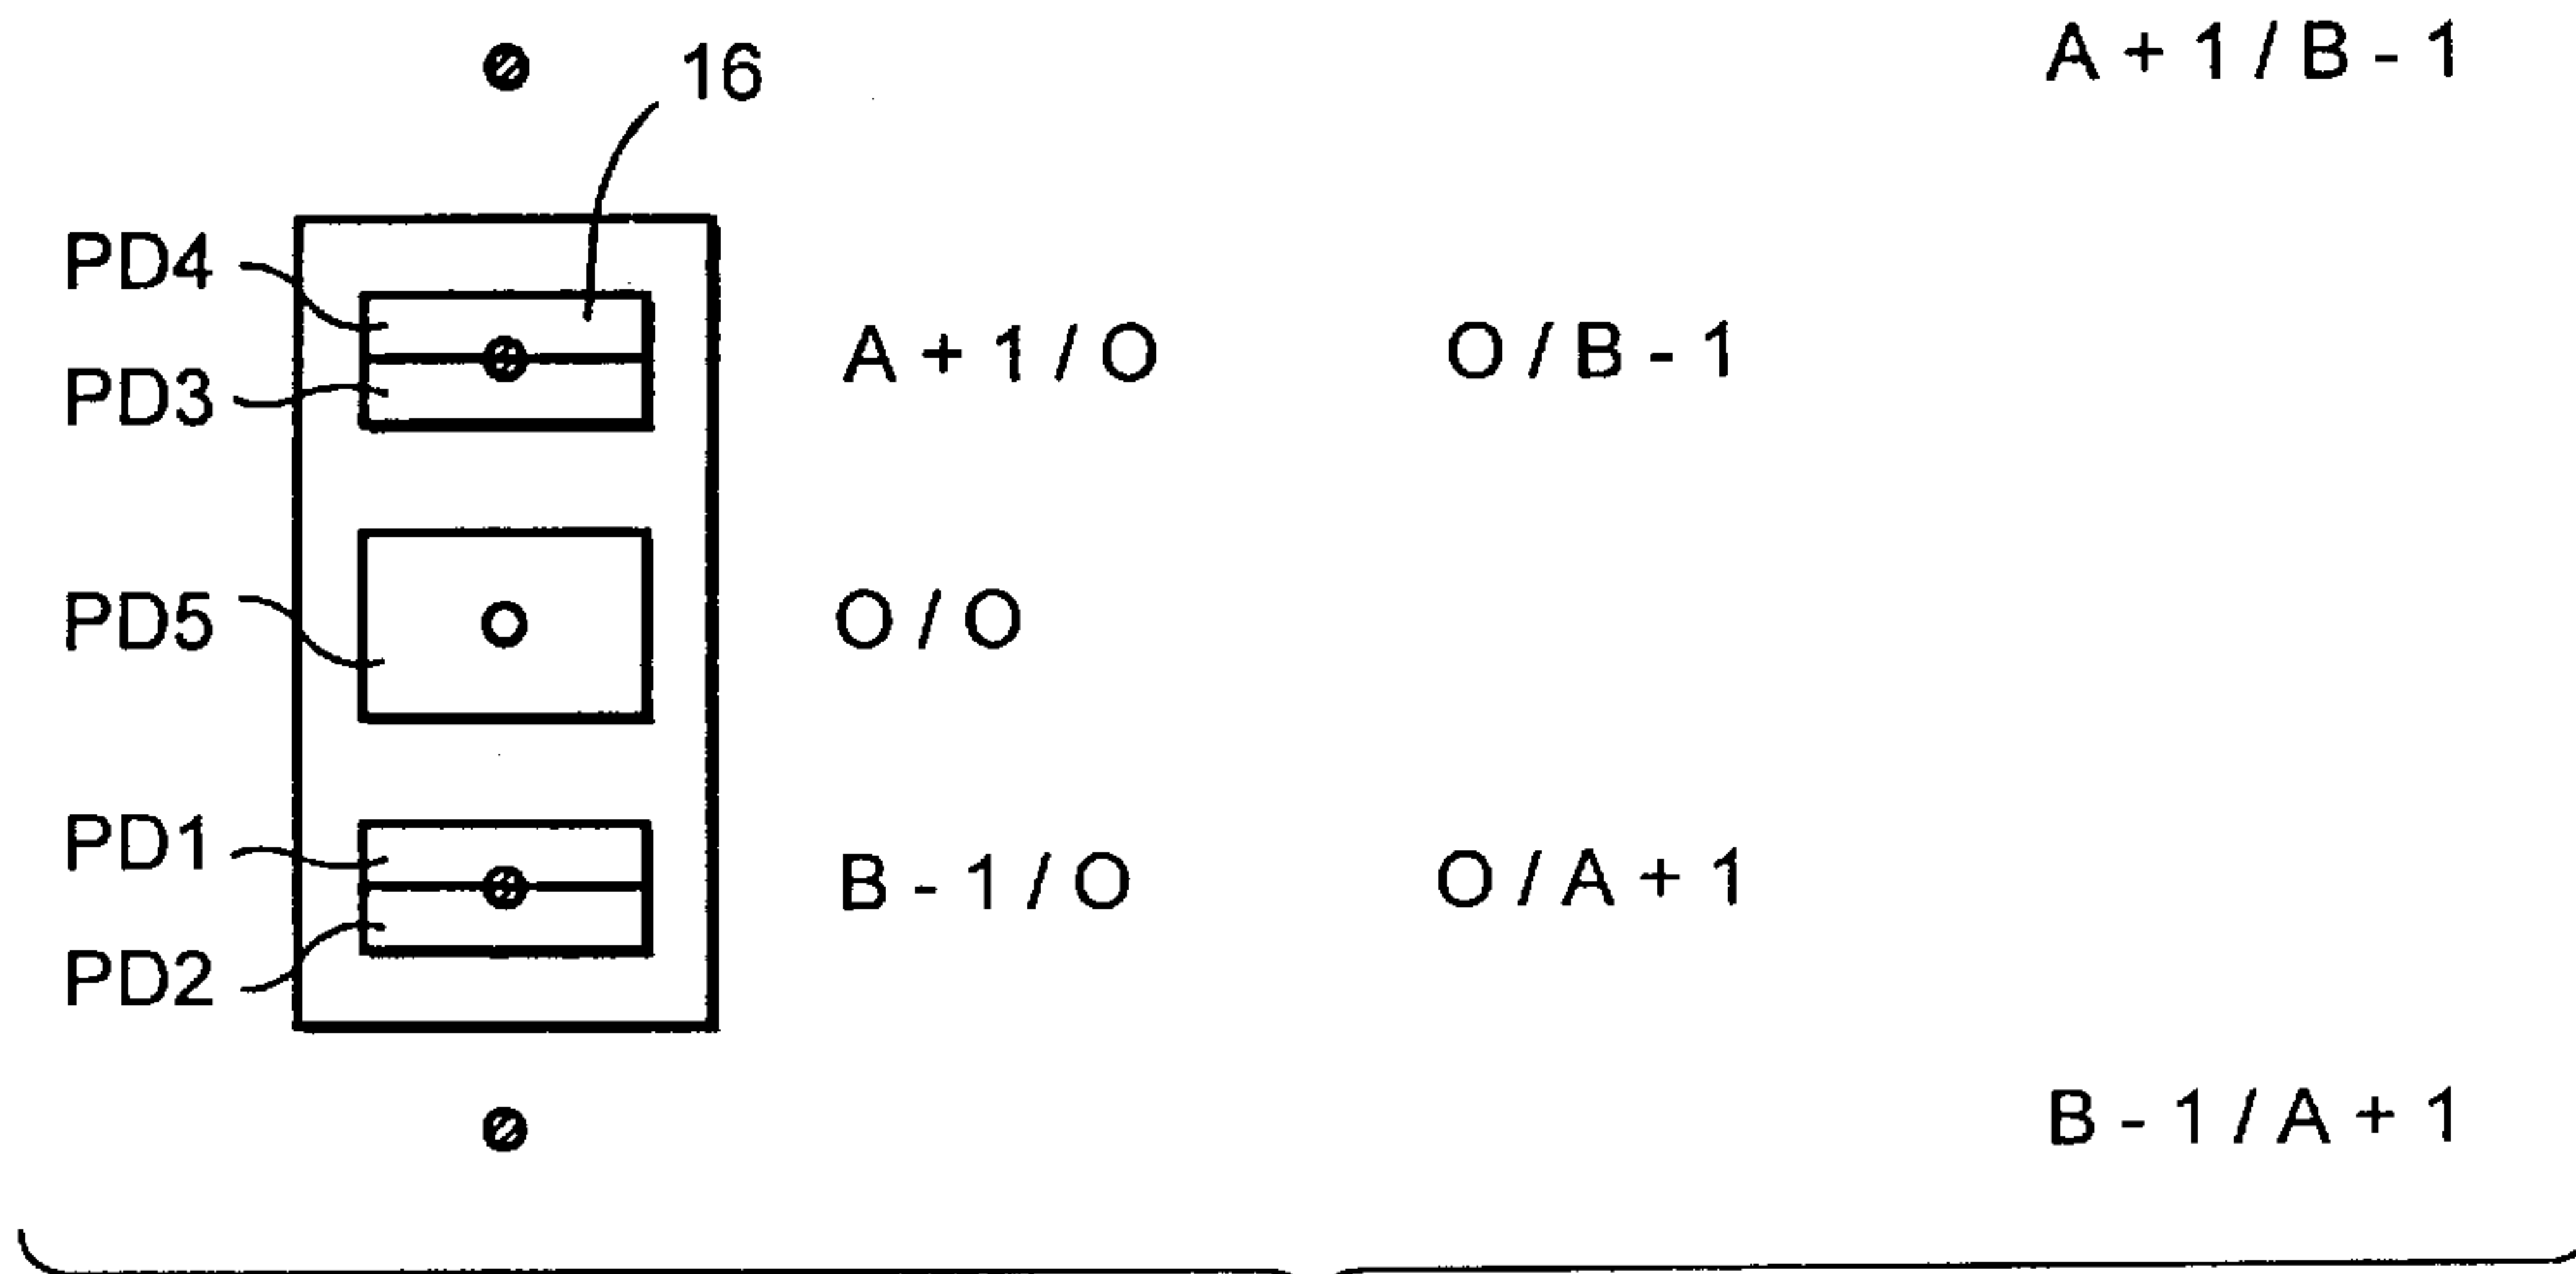 16 A + 1 / B - 1
PD4
A + 1 / O O / B - 1
PD3
PD5 O / O
PD1
B - 1 / O O / A + 1
PD2
B - 1 / A + 1